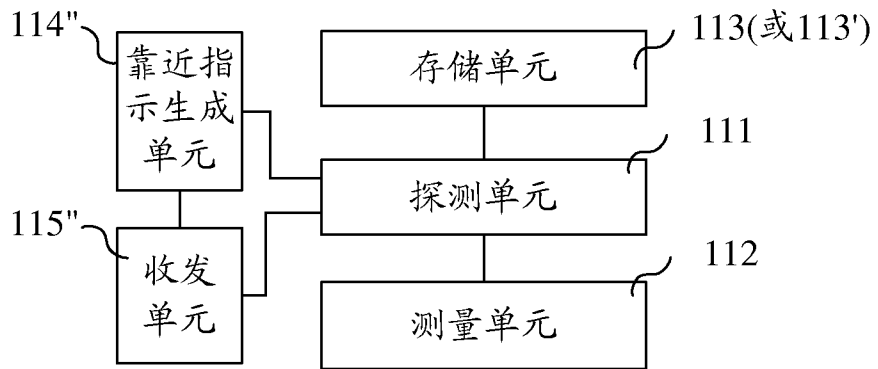 114"
靠近指
示生成
单元
113(或113')
存储单元
111
探测单元
115"
收发
单元
112
测量单元